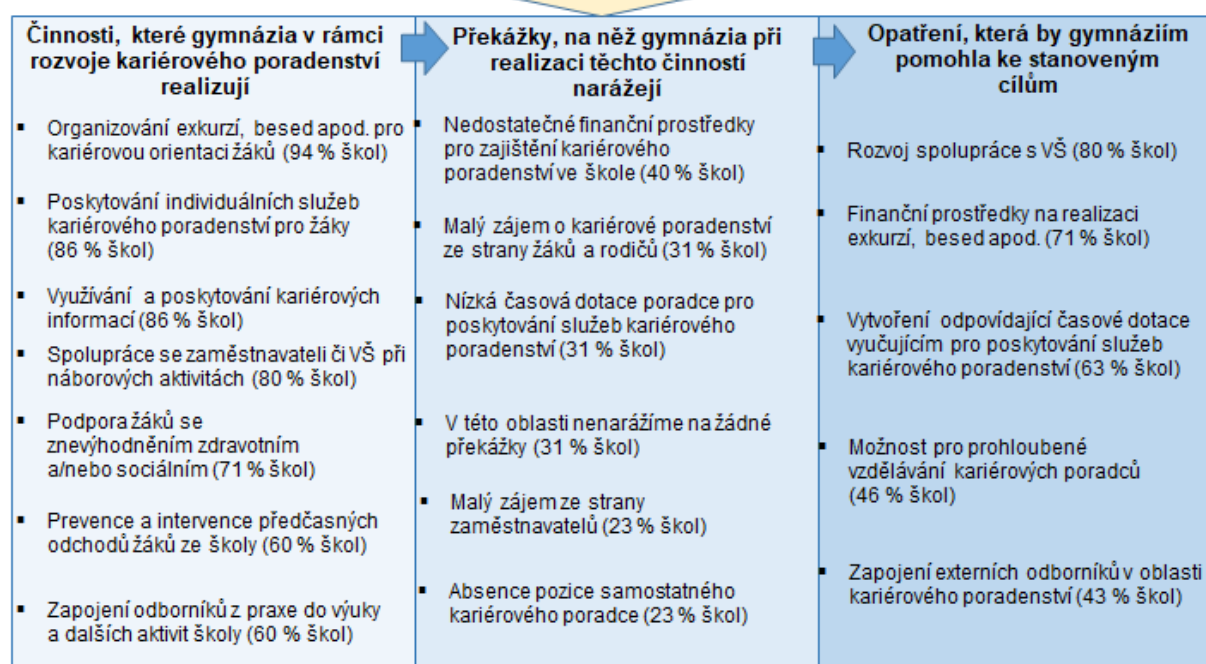 Činnosti, které gymnázia v rámci
rozvoje kariérového poradenství
realizují
▪ Organizování exkurzí, besed apod. pro
kariérovou orientaci žáků (94 % škol)
▪ Poskytování individuálních služeb
kariérového poradenství pro žáky
(86 % škol)
▪ Využívání a poskytování kariérových
informací (86 % škol)
▪ Spolupráce se zaměstnavateli či VŠ při
náborových aktivitách (80 % škol)
▪ Podpora žáků se
znevýhodněním zdravotním
a/nebo sociálním (71 % škol)
▪ Prevence a intervence předčasných
odchodů žáků ze školy (60 % škol)
▪ Zapojení odborníků z praxe do výuky
a dalších aktivit školy (60 % škol)
Překážky, na něž gymnázia při
realizaci těchto činností
narážejí
▪ Nedostatečné finanční prostředky
pro zajištění kariérového
poradenství ve škole (40 % škol)
▪ Malý zájem o kariérové poradenství
ze strany žáků a rodičů (31 % škol)
▪ Nízká časová dotace poradce pro
poskytování služeb kariérového
poradenství (31 % škol)
▪ V této oblasti nenarážíme na žádné
překážky (31 % škol)
▪ Malý zájem ze strany
zaměstnavatelů (23 % škol)
▪ Absence pozice samostatného
kariérového poradce (23 % škol)
Opatření, která by gymnáziím
pomohla ke stanoveným
cílům
▪ Rozvoj spolupráce s VŠ (80 % škol)
▪ Finanční prostředky na realizaci
exkurzí, besed apod. (71 % škol)
▪ Vytvoření odpovídající časové dotace
vyučujícím pro poskytování služeb
kariérového poradenství (63 % škol)
▪ Možnost pro prohloubené
vzdělávání kariérových poradců
(46 % škol)
▪ Zapojení externích odborníků v oblasti
kariérového poradenství (43 % škol)